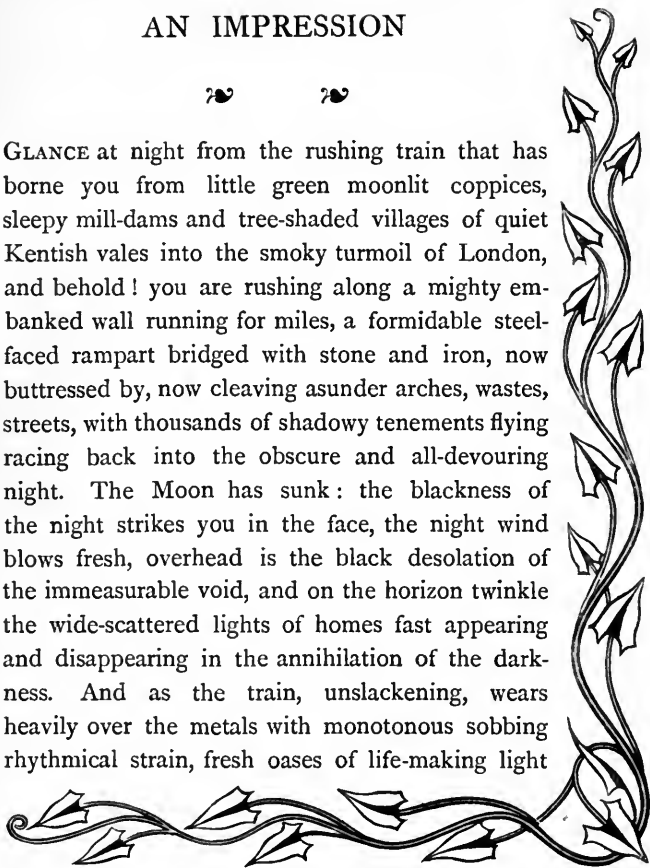 AN IMPRESSION
GLANCE at night from the rushing train that has
borne you from little green moonlit coppices,
sleepy mill-dams and tree-shaded villages of quiet
Kentish vales into the smoky turmoil of London,
and behold! you are rushing along a mighty em-
banked wall running for miles, a formidable steel-
faced rampart bridged with stone and iron, now
buttressed by, now cleaving asunder arches, wastes,
streets, with thousands of shadowy tenements flying
racing back into the obscure and all-devouring
night. The Moon has sunk: the blackness of
the night strikes you in the face, the night wind
blows fresh, overhead is the black desolation of
the immeasurable void, and on the horizon twinkle
the wide-scattered lights of homes fast appearing
and disappearing in the annihilation of the dark-
ness. And as the train, unslackening, wears
heavily over the metals with monotonous sobbing
rhythmical strain, fresh oases of life-making light